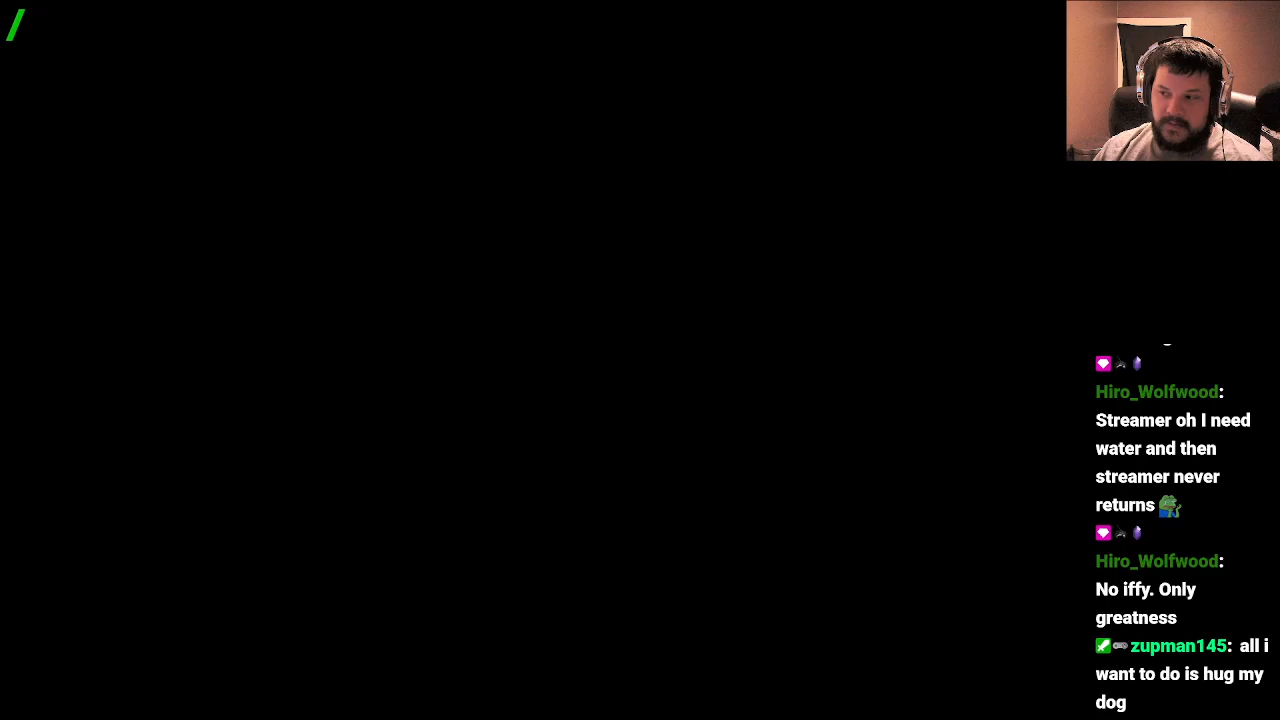 /
Hiro_Wolfwood:
Streamer oh I need
water and then
streamer never
returns
Hiro_Wolfwood:
No iffy. Only
greatness
zupman145: all i
want to do is hug my
dog